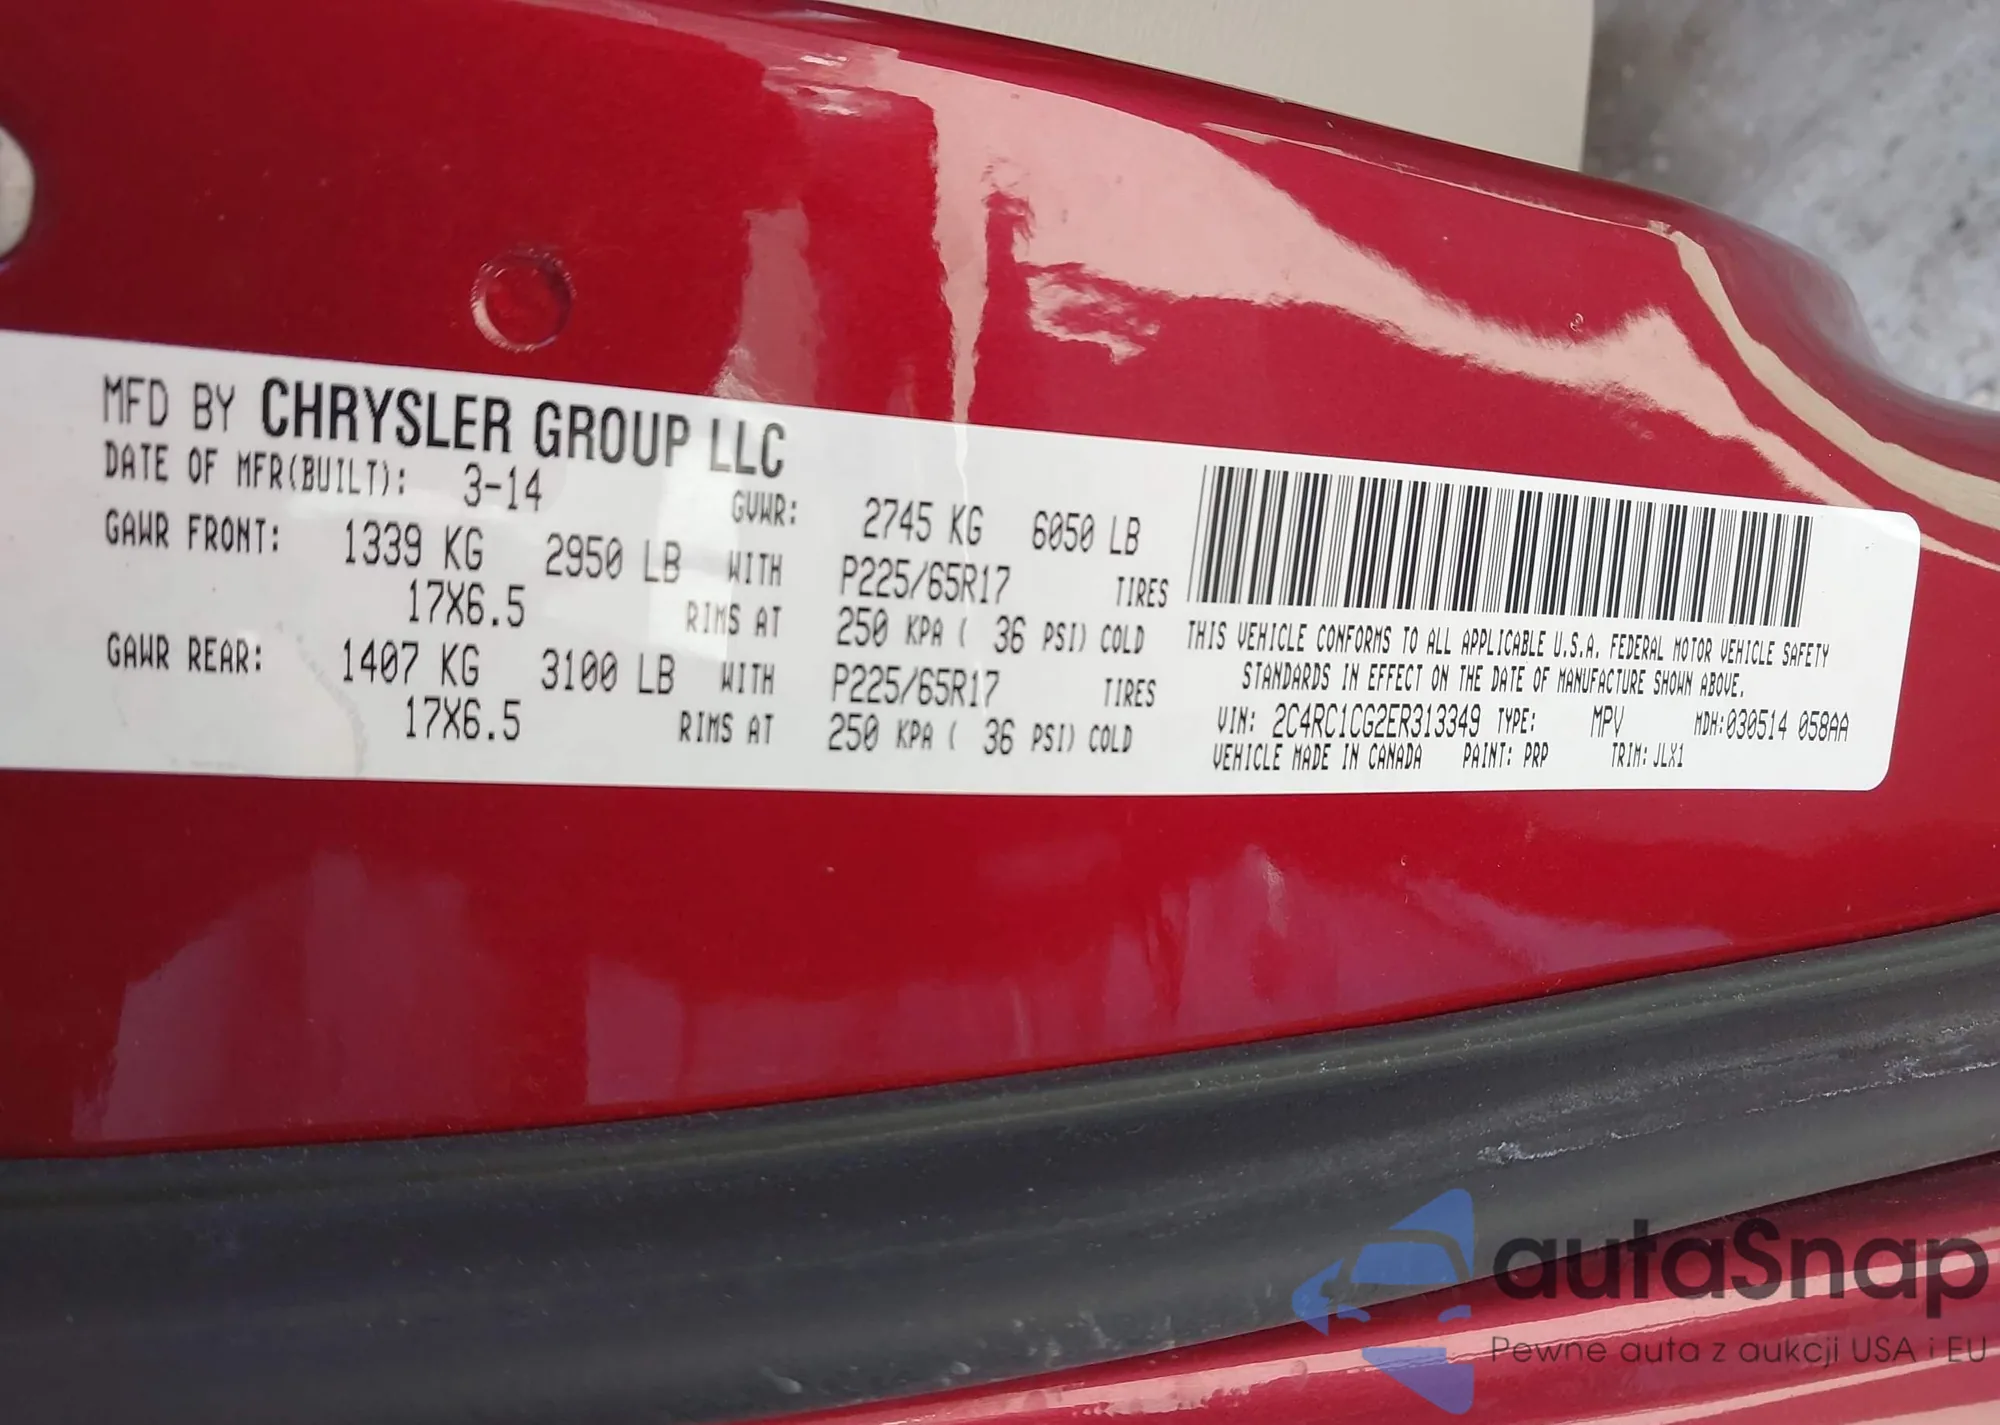 MFD BY CHRYSLER GROUP LLC
DATE OF MFR(BUILT): 3-14 GVWR: 2745 KG 6050 LB
GAWR FRONT: 1339 KG 2950 LB WITH P225/65R17 TIRES
17X6.5 RIMS AT 250 KPA ( 36 PSI) COLD
GAWR REAR: 1407 KG 3100 LB WITH P225/65R17 TIRES
17X6.5 RIMS AT 250 KPA ( 36 PSI) COLD
THIS VEHICLE CONFORMS TO ALL APPLICABLE U.S.A. FEDERAL MOTOR VEHICLE SAFETY
STANDARDS IN EFFECT ON THE DATE OF MANUFACTURE SHOWN ABOVE.
VIN: 2C4RC1CG2ER313349 TYPE: MPV MDH:030514 058AA
VEHICLE MADE IN CANADA PAINT: PRP TRIM: JLX1
autaSnap
Pewne auta z aukcji USA i EU